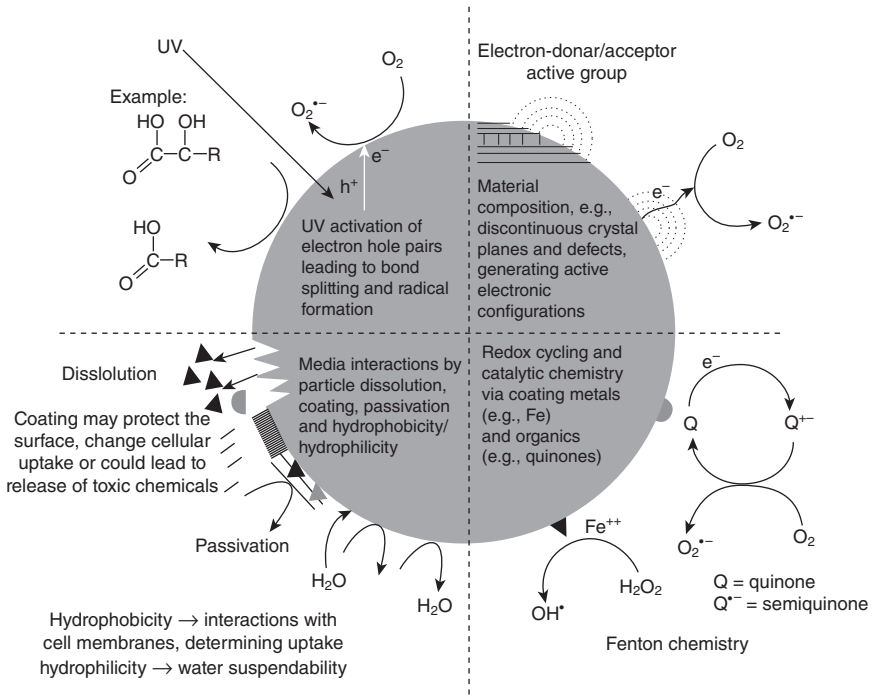 UV
O₂
O₂•−
e−
h+
Example:
HO OH
C–C–R
O
HO
C–R
O
UV activation of
electron hole pairs
leading to bond
splitting and radical
formation
Electron-donar/acceptor
active group
Material
composition, e.g.,
discontinuous crystal
planes and defects,
generating active
electronic
configurations
e−
O₂
O₂•−
Disslolution
Coating may protect the
surface, change cellular
uptake or could lead to
release of toxic chemicals
Passivation
Media interactions by
particle dissolution,
coating, passivation
and hydrophobicity/
hydrophilicity
H₂O
H₂O
Hydrophobicity → interactions with
cell membranes, determining uptake
hydrophilicity → water suspendability
Redox cycling and
catalytic chemistry
via coating metals
(e.g., Fe)
and organics
(e.g., quinones)
e−
Q
Q+−
O₂•−
O₂
Fe++
H₂O₂
OH•
Q = quinone
Q•− = semiquinone
Fenton chemistry